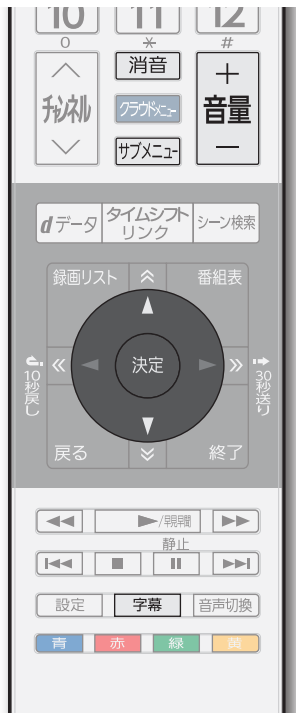 10 11 12
0 * #
消音
チャンネル クラウドメニュー + 音量 −
サブメニュー
dデータ タイムシフトリンク シーン検索
録画リスト 番組表
10秒戻し 決定 30秒送り
戻る 終了
/早見早聞
静止
設定 字幕 音声切換
青 赤 緑 黄